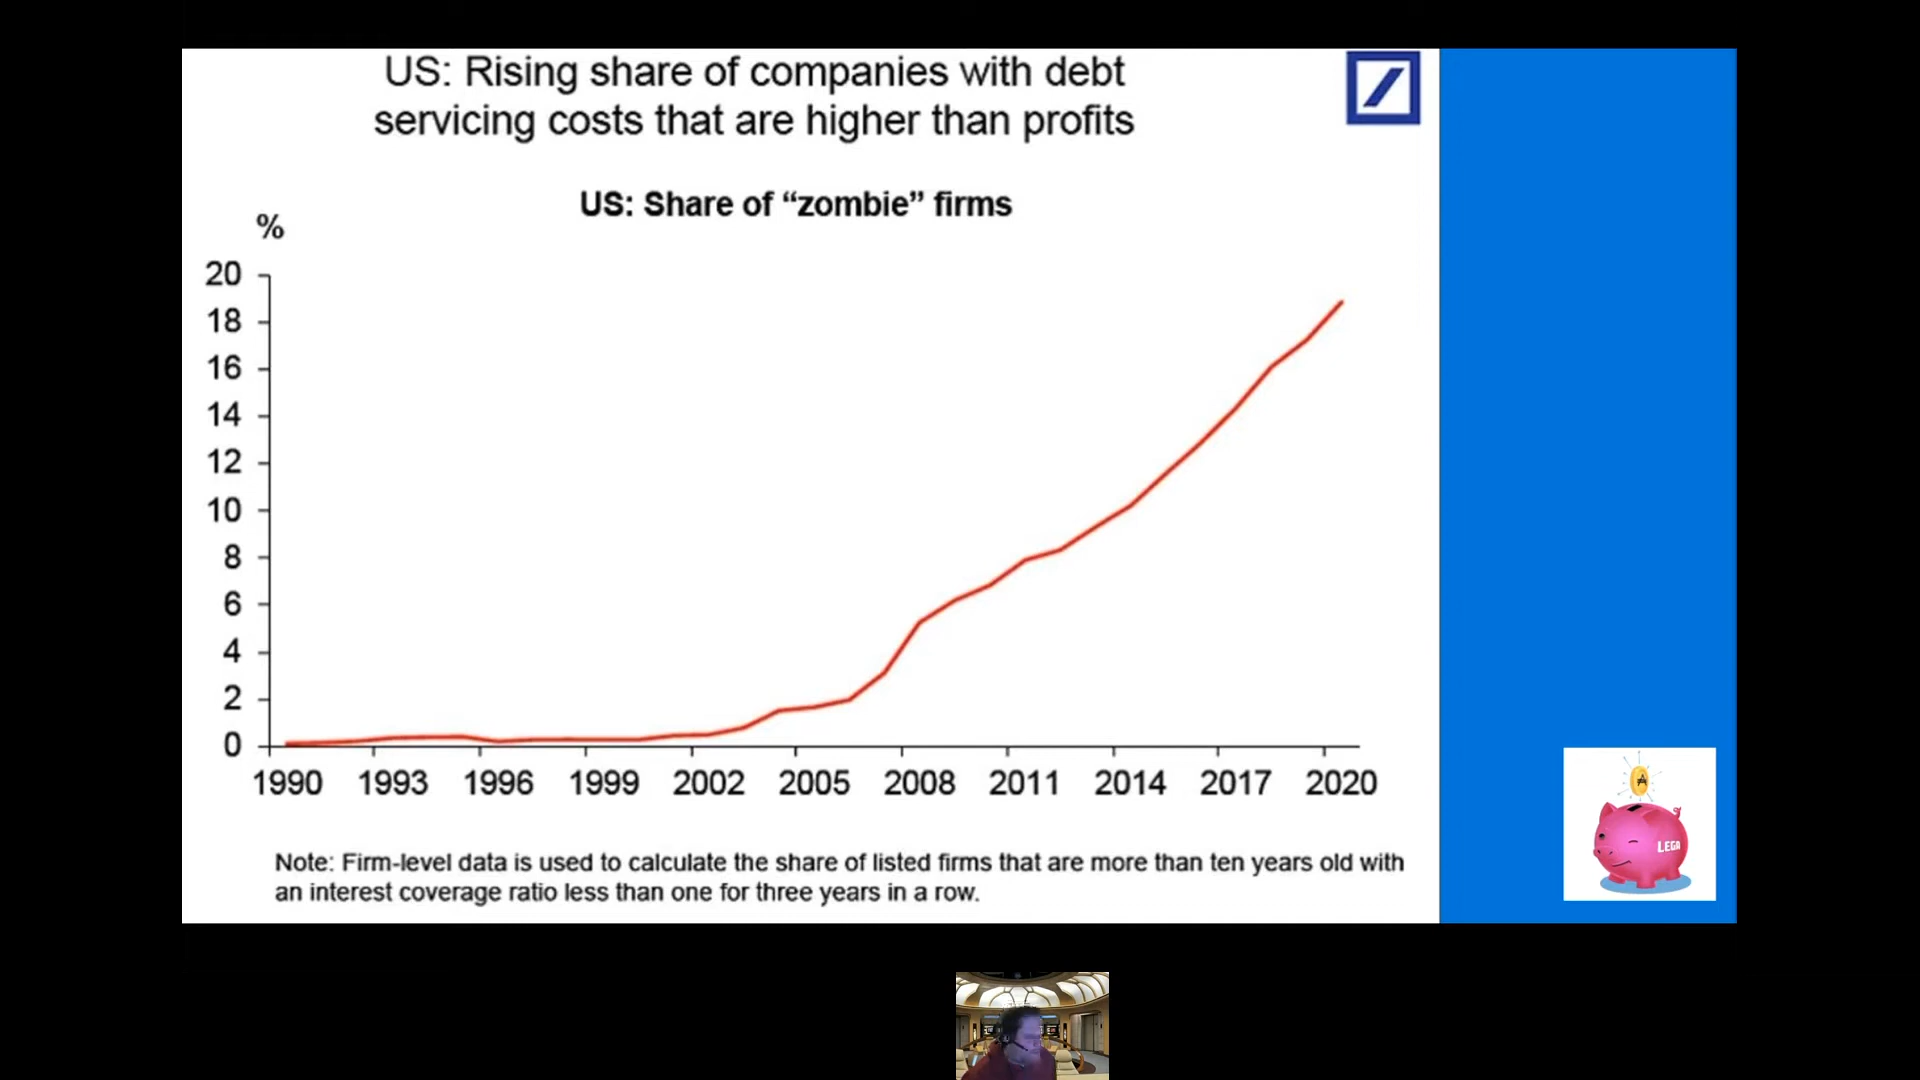 US: Rising share of companies with debt
servicing costs that are higher than profits
US: Share of “zombie” firms
%
20
18
16
14
12
10
8
6
4
2
0
1990 1993 1996 1999 2002 2005 2008 2011 2014 2017 2020
Note: Firm-level data is used to calculate the share of listed firms that are more than ten years old with
an interest coverage ratio less than one for three years in a row.